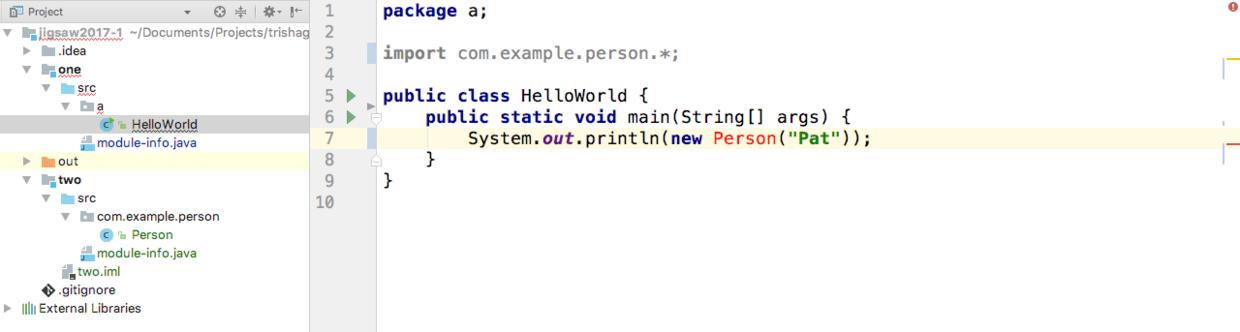 Project
jigsaw2017-1 ~/Documents/Projects/trishag
.idea
one
src
a
HelloWorld
module-info.java
out
two
src
com.example.person
Person
module-info.java
two.iml
.gitignore
External Libraries
1 package a;
2
3 import com.example.person.*;
4
5 public class HelloWorld {
6 public static void main(String[] args) {
7 System.out.println(new Person("Pat"));
8 }
9 }
10